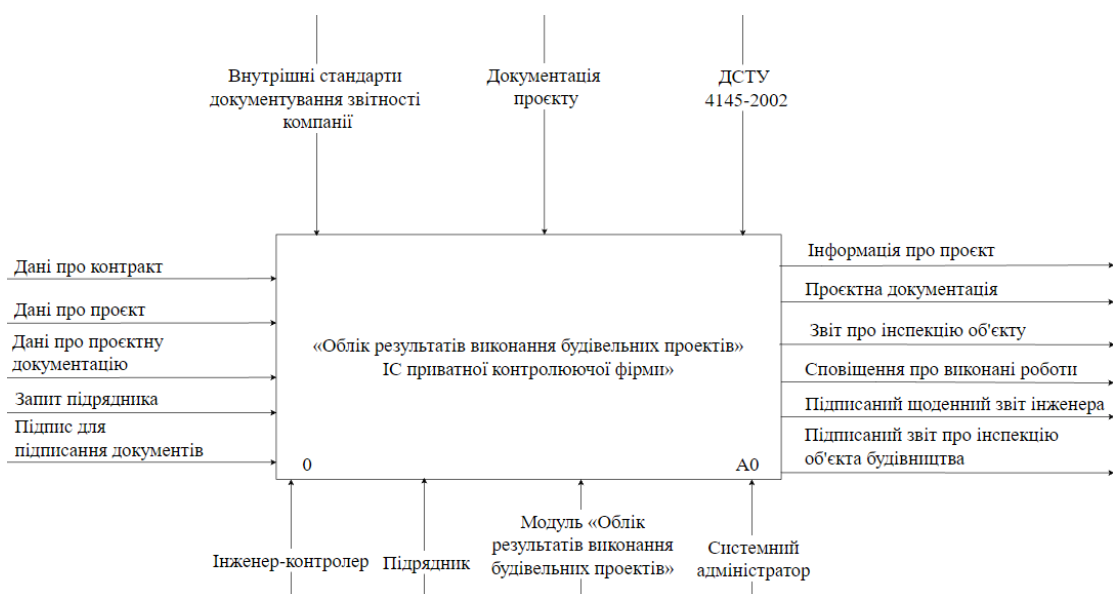 Внутрішні стандарти
документування звітності
компанії
Документація
проєкту
ДСТУ
4145-2002
Дані про контракт
Дані про проєкт
Дані про проєктну
документацію
Запит підрядника
Підпис для
підписання документів
«Облік результатів виконання будівельних проектів»
ІС приватної контролюючої фірми»
0
А0
Інформація про проєкт
Проєктна документація
Звіт про інспекцію об'єкту
Сповіщення про виконані роботи
Підписаний щоденний звіт інженера
Підписаний звіт про інспекцію
об'єкта будівництва
Інженер-контролер
Підрядник
Модуль «Облік
результатів виконання
будівельних проектів»
Системний
адміністратор